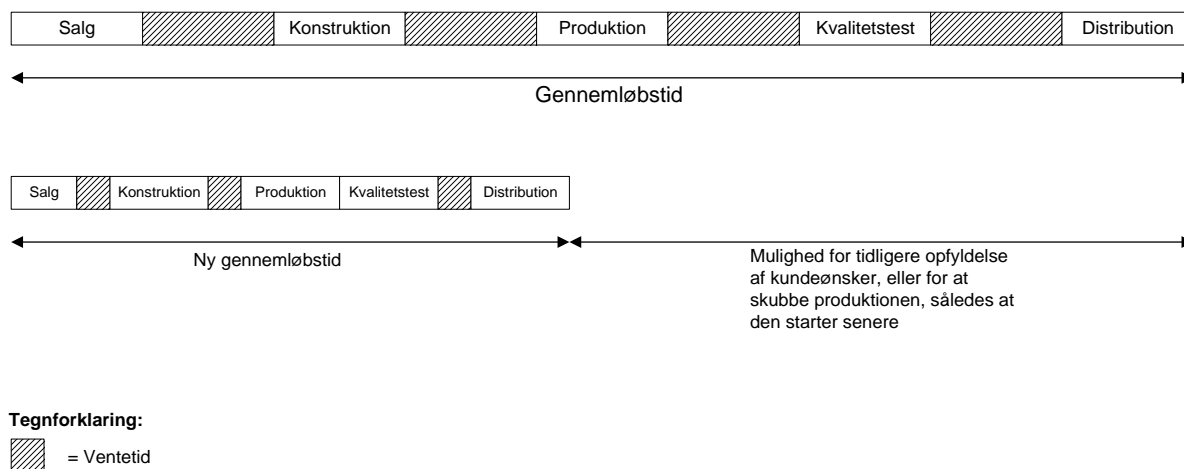 Salg Konstruktion Produktion Kvalitetstest Distribution
Gennemløbstid
Salg Konstruktion Produktion Kvalitetstest Distribution
Ny gennemløbstid
Mulighed for tidligere opfyldelse
af kundeønsker, eller for at
skubbe produktionen, således at
den starter senere
Tegnforklaring:
= Ventetid